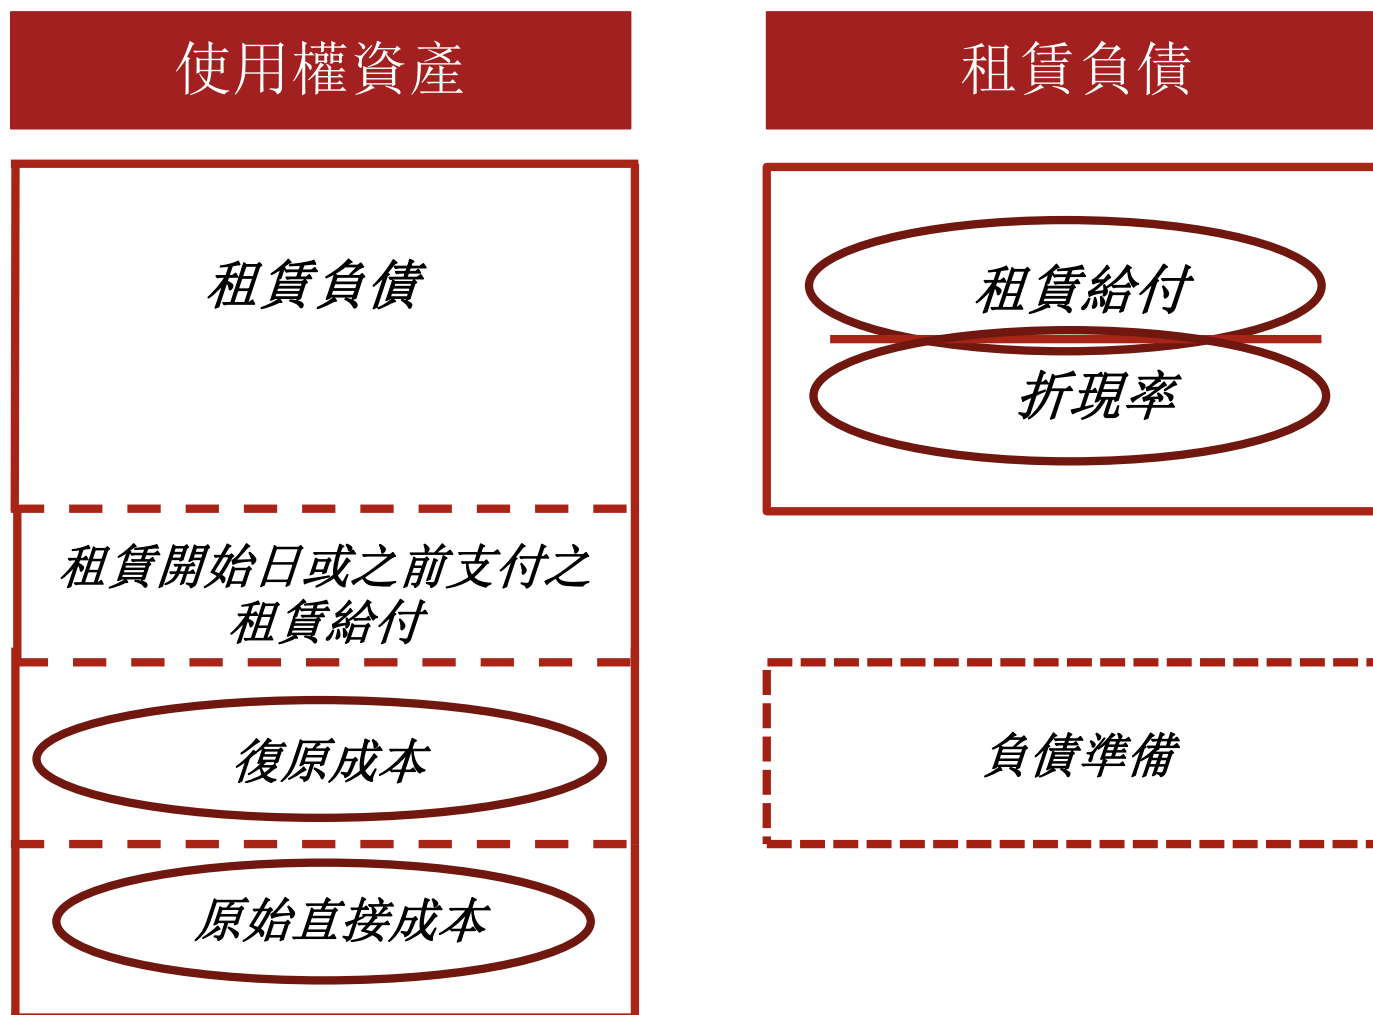 使用權資產
租賃負債
租賃負債
租賃開始日或之前支付之
租賃給付
復原成本
原始直接成本
租賃給付
折現率
負債準備